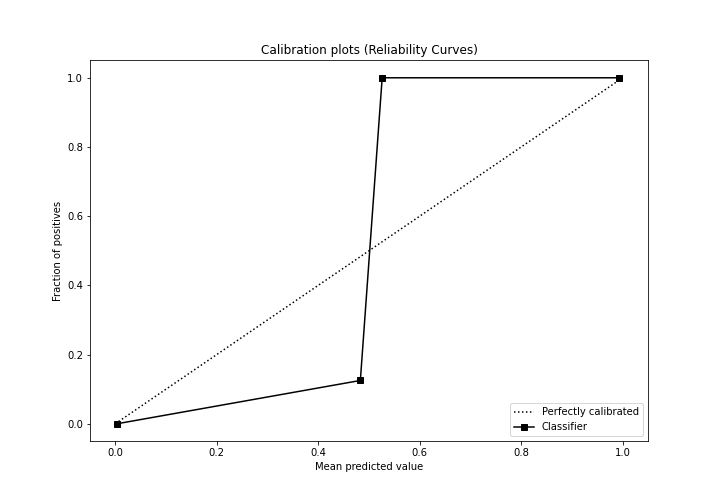 Calibration plots (Reliability Curves)
1.0
0.8
0.6
0.4
0.2
0.0
Fraction of positives
0.0 0.2 0.4 0.6 0.8 1.0
Mean predicted value
Perfectly calibrated
Classifier